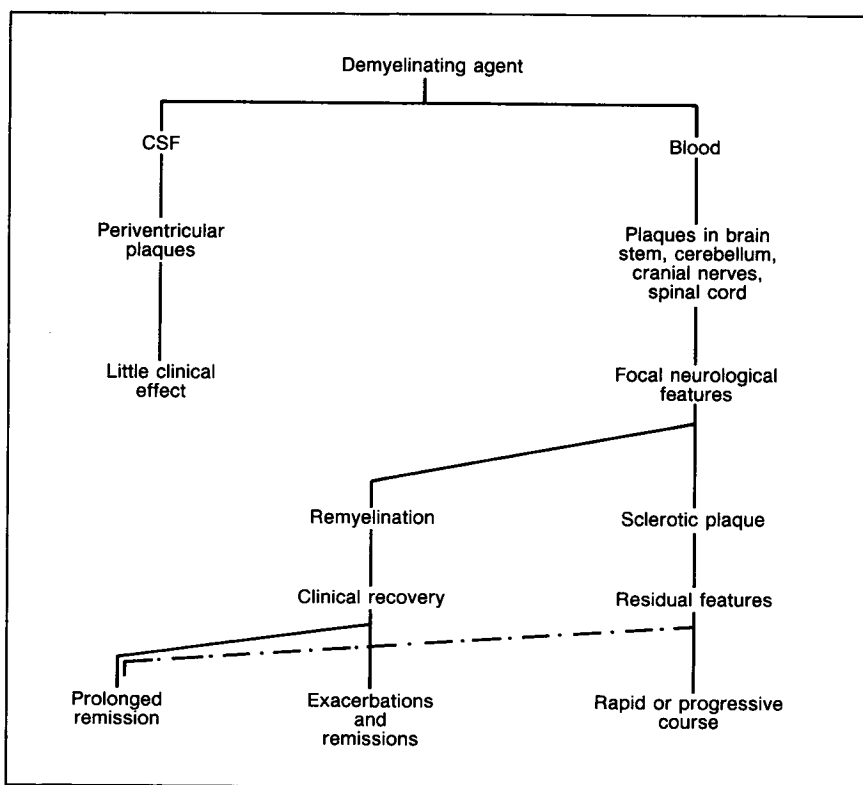 Demyelinating agent
CSF
Blood
Periventricular
plaques
Plaques in brain
stem, cerebellum,
cranial nerves,
spinal cord
Little clinical
effect
Focal neurological
features
Remyelination
Sclerotic plaque
Clinical recovery
Residual features
Prolonged
remission
Exacerbations
and
remissions
Rapid or progressive
course